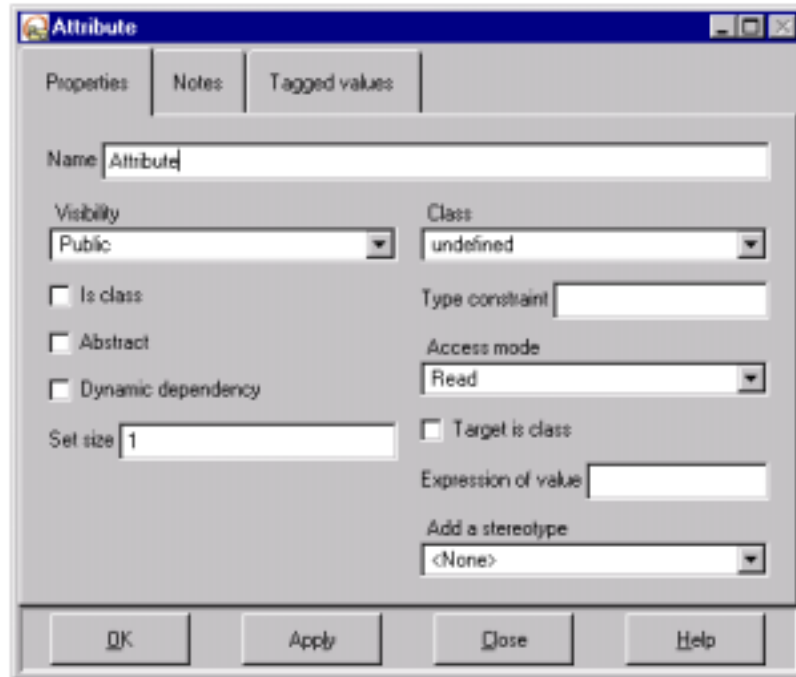 Attribute
Properties Notes Tagged values
Name Attribute
Visibility Class
Public undefined
Is class Type constraint
Abstract Access mode
Read
Dynamic dependency
Set size 1 Target is class
Expression of value
Add a stereotype
<None>
OK Apply Close Help